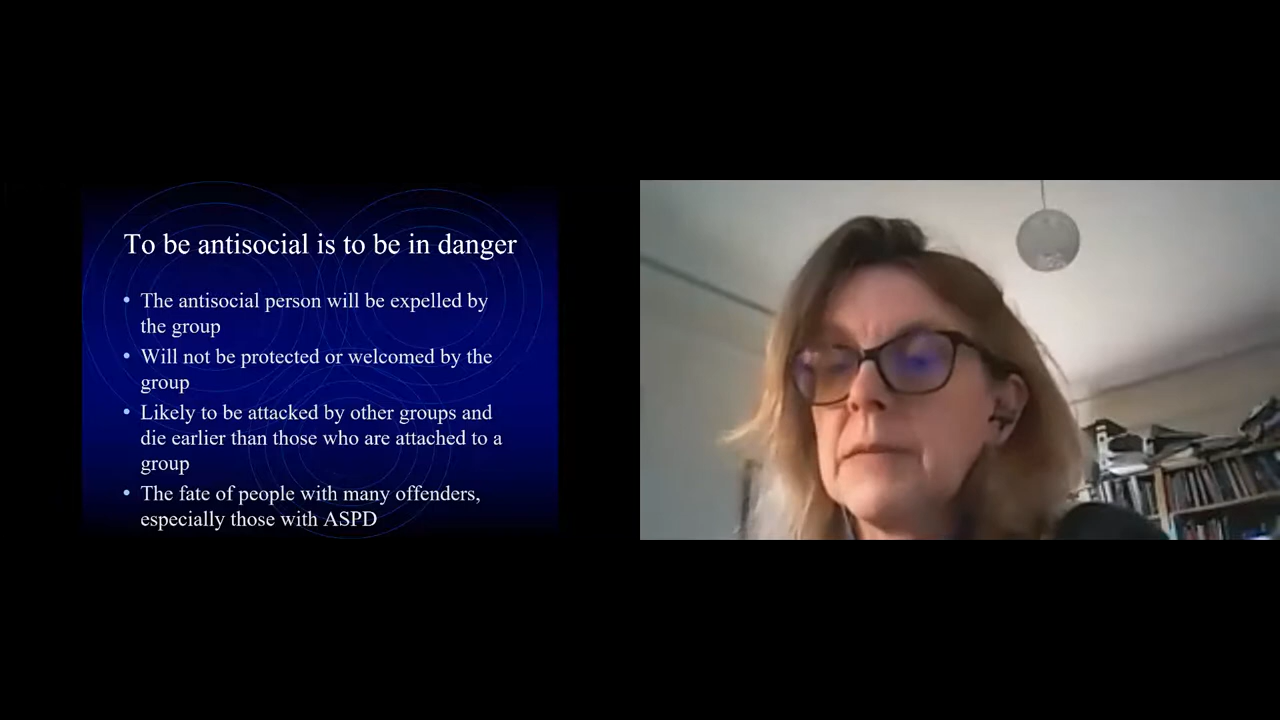 To be antisocial is to be in danger
• The antisocial person will be expelled by
the group
• Will not be protected or welcomed by the
group
• Likely to be attacked by other groups and
die earlier than those who are attached to a
group
• The fate of people with many offenders,
especially those with ASPD